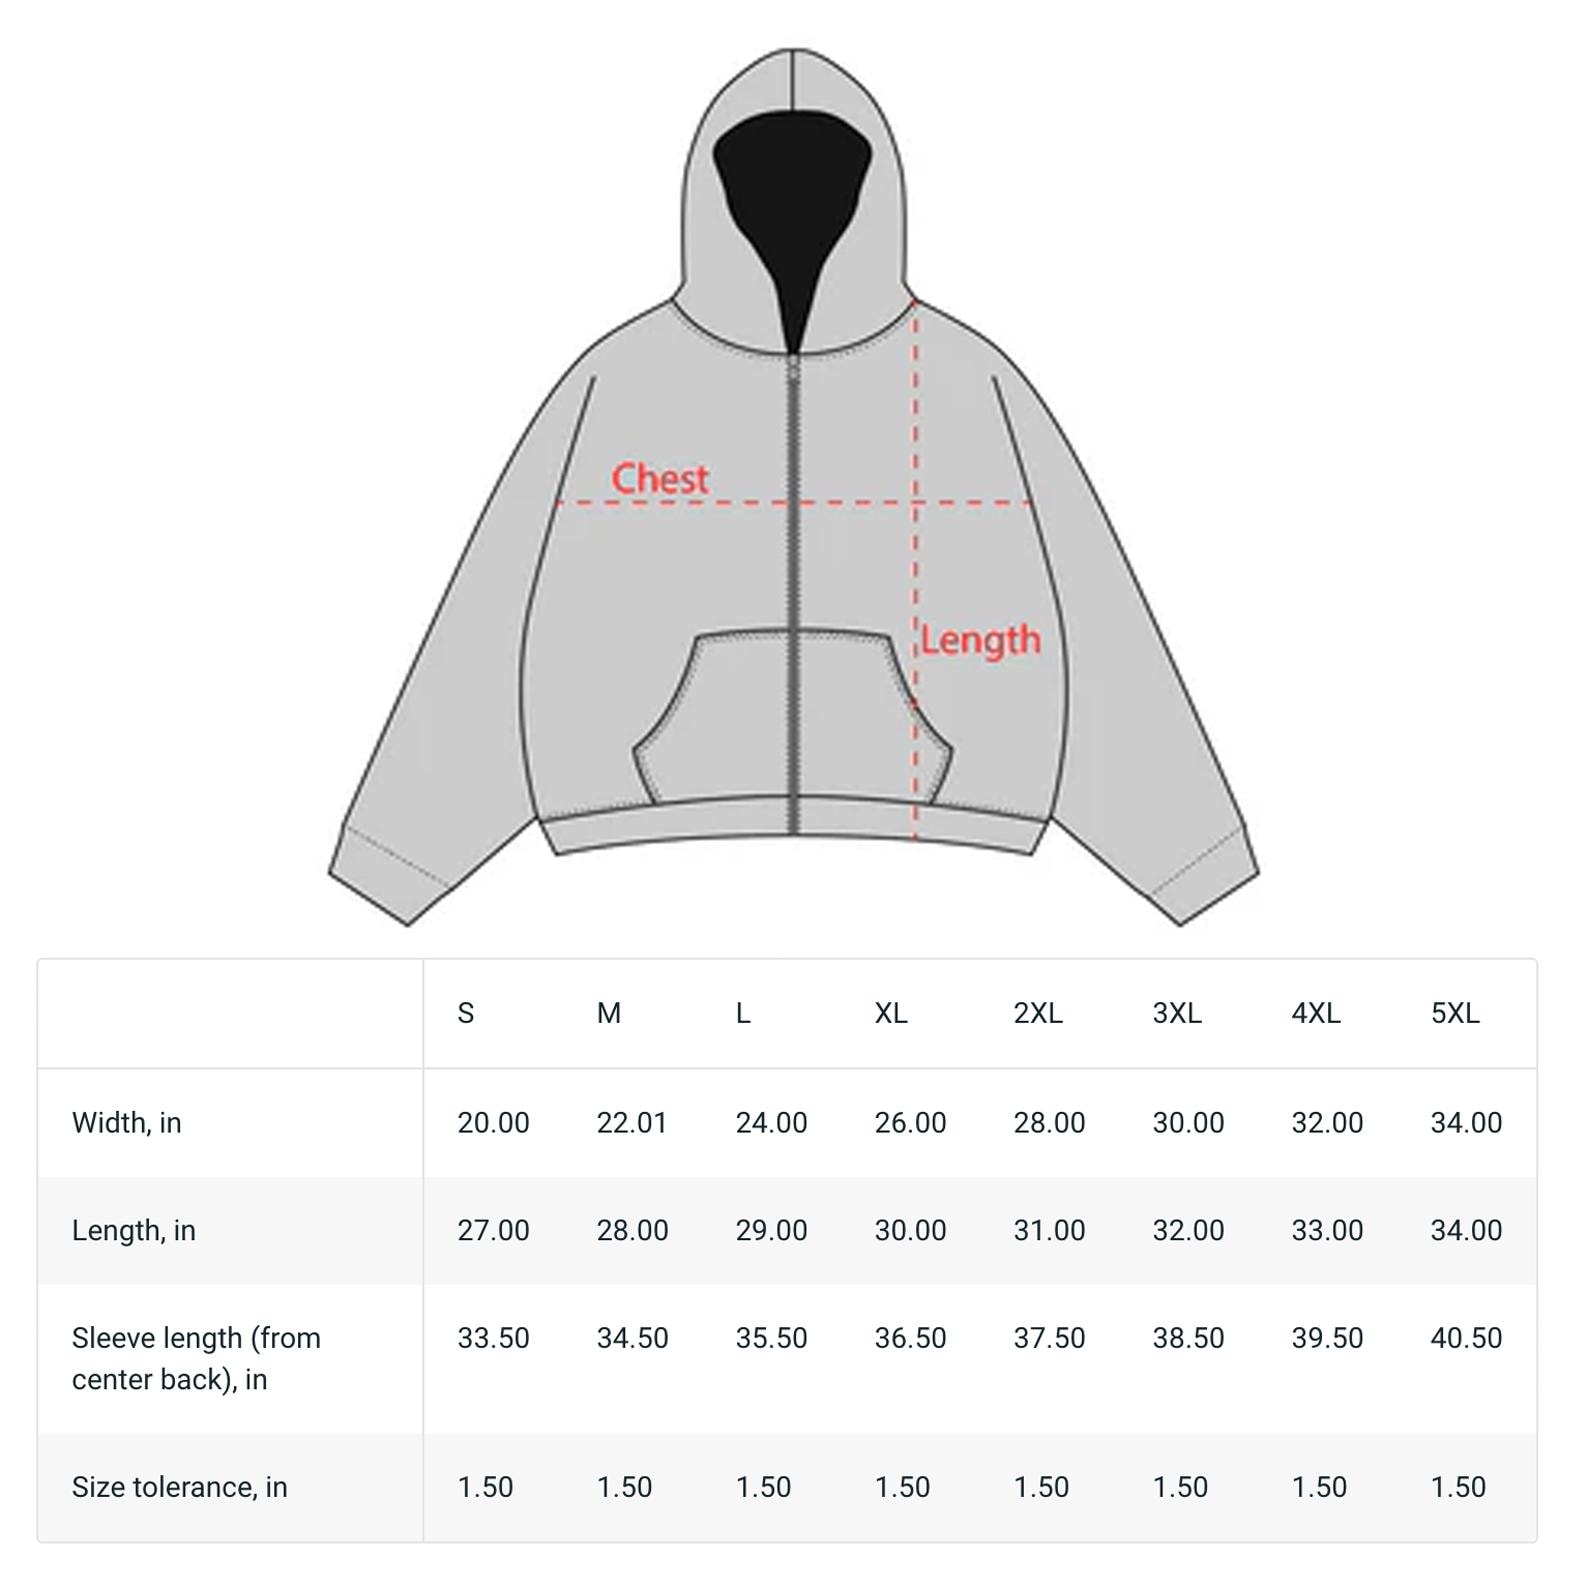 Chest
Length
S M L XL 2XL 3XL 4XL 5XL
Width, in 20.00 22.01 24.00 26.00 28.00 30.00 32.00 34.00
Length, in 27.00 28.00 29.00 30.00 31.00 32.00 33.00 34.00
Sleeve length (from 33.50 34.50 35.50 36.50 37.50 38.50 39.50 40.50
center back), in
Size tolerance, in 1.50 1.50 1.50 1.50 1.50 1.50 1.50 1.50